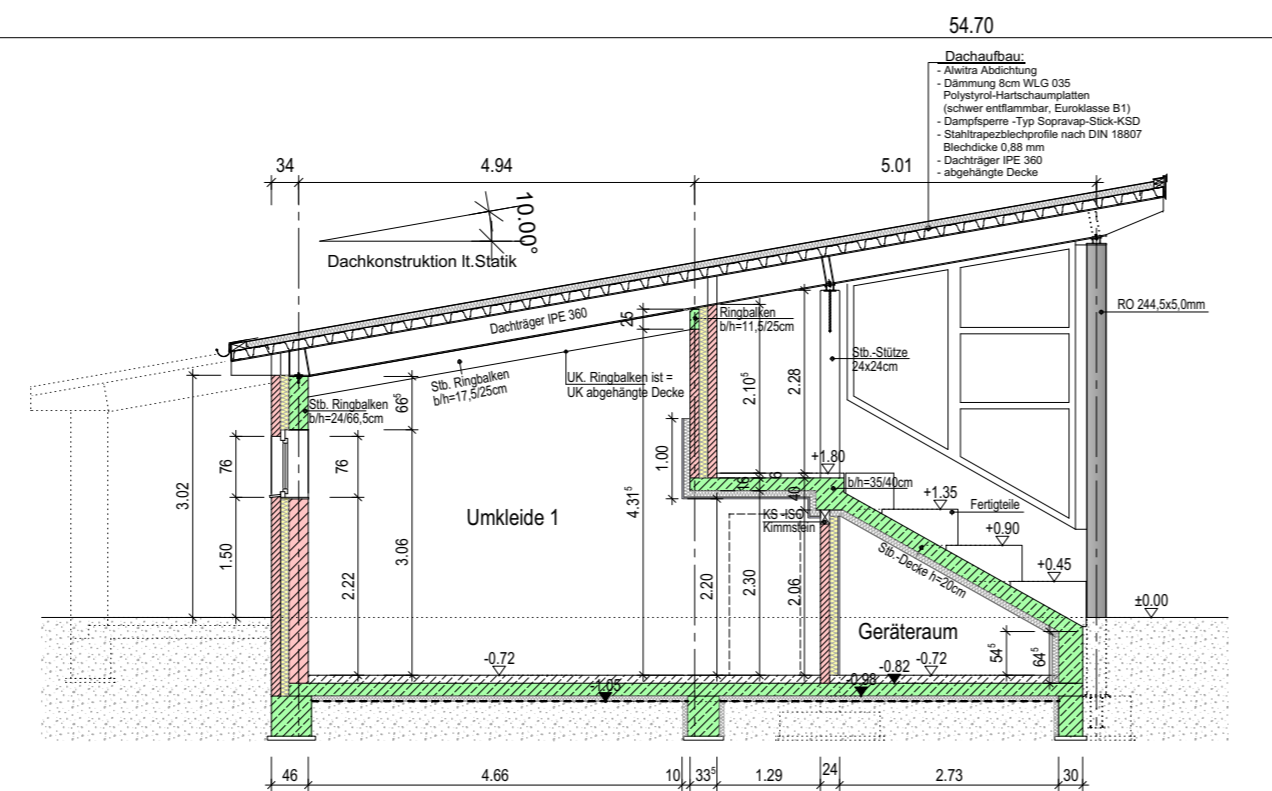 54.70
Dachaufbau:
- Alwitra Abdichtung
- Dämmung 8cm WLG 035
Polystyrol-Hartschaumplatten
(schwer entflammbar, Euroklasse B1)
- Dampfsperre -Typ Sopravap-Stick-KSD
- Stahltrapezblechprofile nach DIN 18807
Blechdicke 0,88 mm
- Dachträger IPE 360
- abgehängte Decke
34
4.94
5.01
10.00°
Dachkonstruktion lt.Statik
Dachträger IPE 360
RO 244,5x5,0mm
25
Ringbalken
b/h=11,5/25cm
Stb. Ringbalken
b/h=17,5/25cm
UK. Ringbalken ist =
UK abgehängte Decke
Stb.-Stütze
24x24cm
Stb. Ringbalken
b/h=24/66,5cm
66⁵
2.10⁵
2.28
3.02
76
76
1.00
+1.80
6
16
40
b/h=35/40cm
+1.35
Fertigteile
4.31⁵
KS -ISO
Kimmstein
+0.90
Umkleide 1
1.50
2.22
3.06
2.20
2.30
2.06
Stb.-Decke h=20cm
+0.45
±0.00
Geräteraum
54⁵
64⁵
-0.72
-0.82
-0.72
-1.05
-0.98
46
4.66
10
33⁵
1.29
24
2.73
30